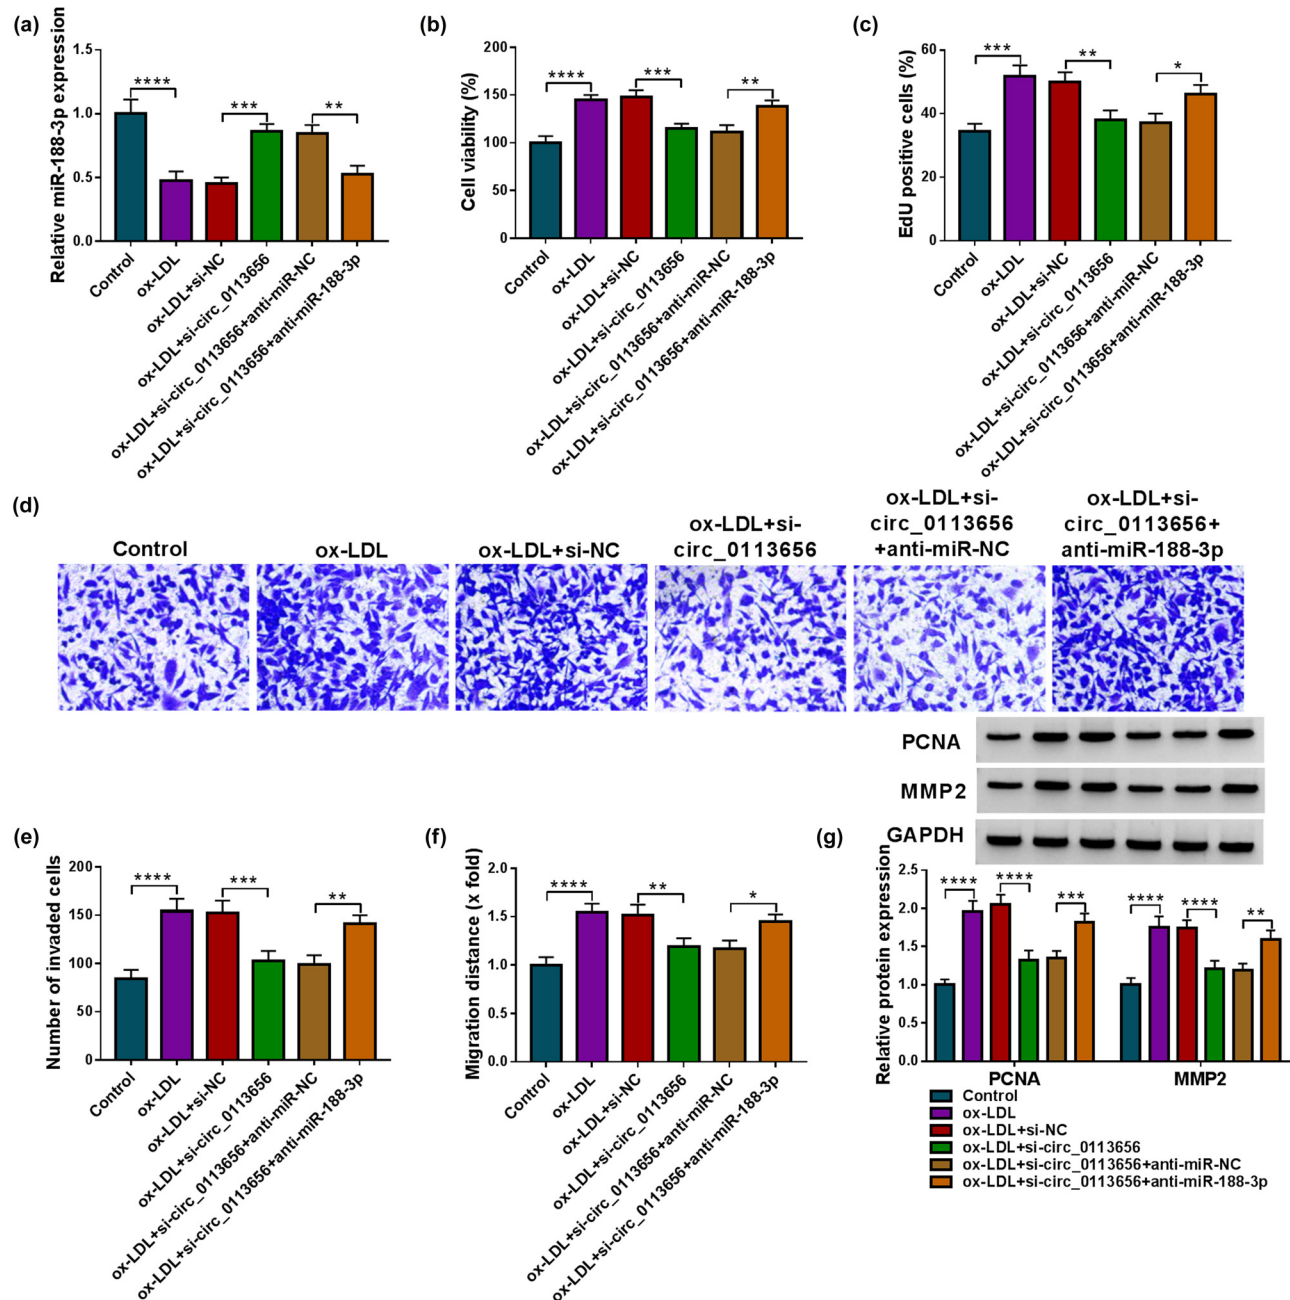 (a)
Relative miR-188-3p expression
1.5
1.0
0.5
0.0
****
***
**
Control
ox-LDL
ox-LDL+si-NC
ox-LDL+si-circ_0113656
ox-LDL+si-circ_0113656+anti-miR-NC
ox-LDL+si-circ_0113656+anti-miR-188-3p
(b)
Cell viability (%)
200
150
100
50
0
****
***
**
Control
ox-LDL
ox-LDL+si-NC
ox-LDL+si-circ_0113656
ox-LDL+si-circ_0113656+anti-miR-NC
ox-LDL+si-circ_0113656+anti-miR-188-3p
(c)
EdU positive cells (%)
60
40
20
0
***
**
*
Control
ox-LDL
ox-LDL+si-NC
ox-LDL+si-circ_0113656
ox-LDL+si-circ_0113656+anti-miR-NC
ox-LDL+si-circ_0113656+anti-miR-188-3p
(d)
Control
ox-LDL
ox-LDL+si-NC
ox-LDL+si-
circ_0113656
ox-LDL+si-
circ_0113656
+anti-miR-NC
ox-LDL+si-
circ_0113656+
anti-miR-188-3p
(e)
Number of invaded cells
200
150
100
50
0
****
***
**
Control
ox-LDL
ox-LDL+si-NC
ox-LDL+si-circ_0113656
ox-LDL+si-circ_0113656+anti-miR-NC
ox-LDL+si-circ_0113656+anti-miR-188-3p
(f)
Migration distance (x fold)
2.0
1.5
1.0
0.5
0.0
****
**
*
Control
ox-LDL
ox-LDL+si-NC
ox-LDL+si-circ_0113656
ox-LDL+si-circ_0113656+anti-miR-NC
ox-LDL+si-circ_0113656+anti-miR-188-3p
(g)
PCNA
MMP2
GAPDH
Relative protein expression
2.5
2.0
1.5
1.0
0.5
0.0
****
****
***
****
****
**
PCNA
MMP2
Control
ox-LDL
ox-LDL+si-NC
ox-LDL+si-circ_0113656
ox-LDL+si-circ_0113656+anti-miR-NC
ox-LDL+si-circ_0113656+anti-miR-188-3p